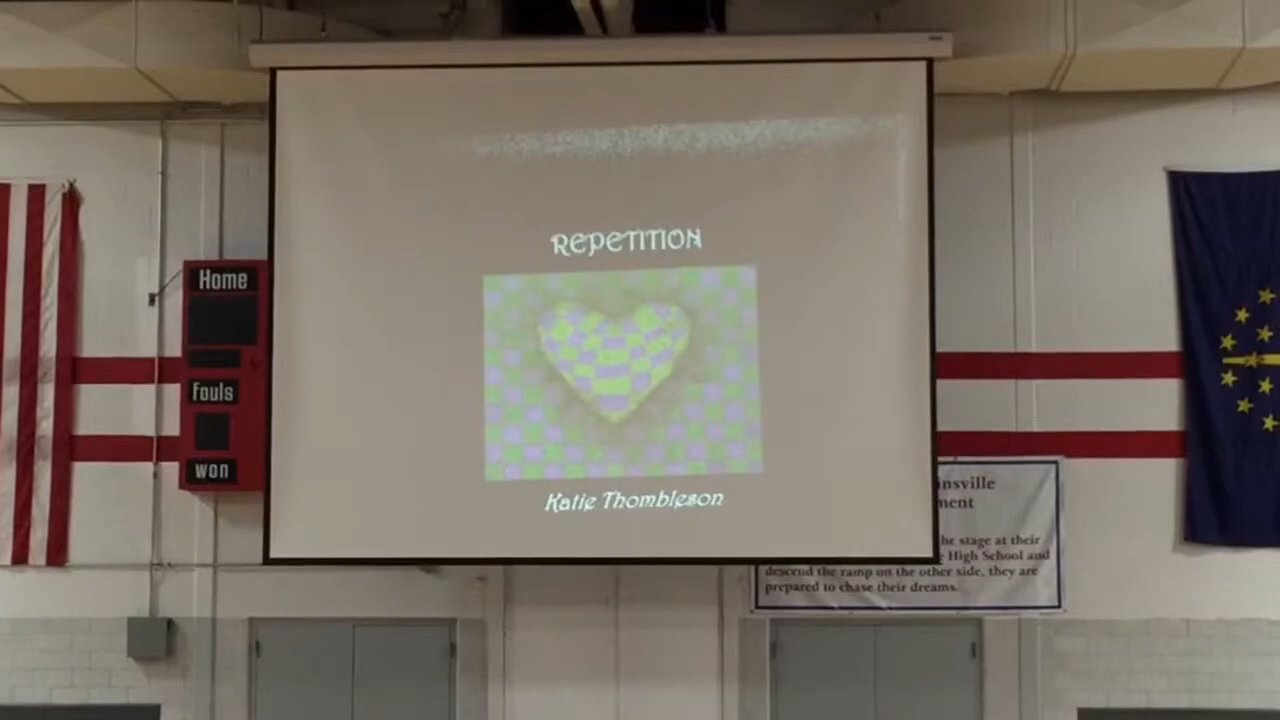 REPETITION
Katie Thombleson
Home
Fouls
won
nsville
ment
he stage at their
High School and
descend the ramp on the other side, they are
prepared to chase their dreams.